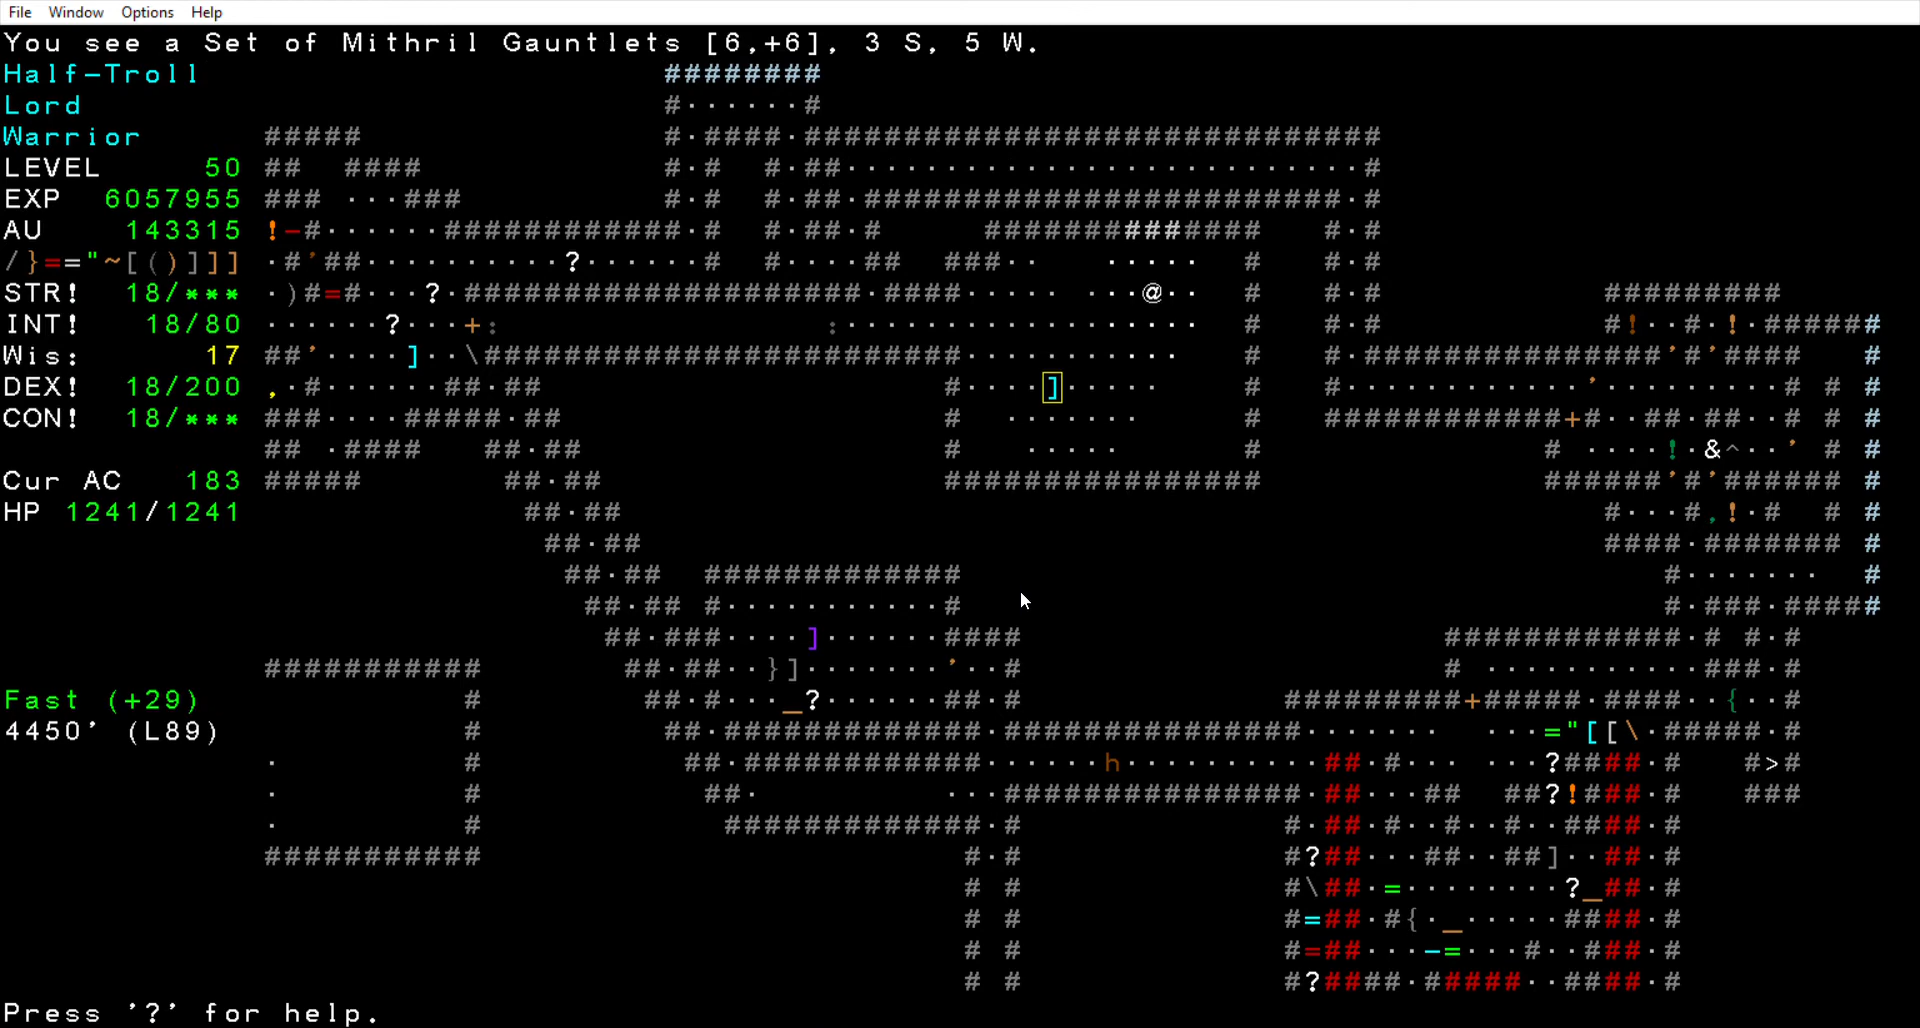 File Window Options Help
You see a Set of Mithril Gauntlets [6,+6], 3 S, 5 W.
Half-Troll
Lord
Warrior
LEVEL 50
EXP 6057955
AU 143315
/}==“~[()]]]
STR! 18/***
INT! 18/80
Wis: 17
DEX! 18/200
CON! 18/***
Cur AC 183
HP 1241/1241
Fast (+29)
4450' (L89)
Press '?' for help.